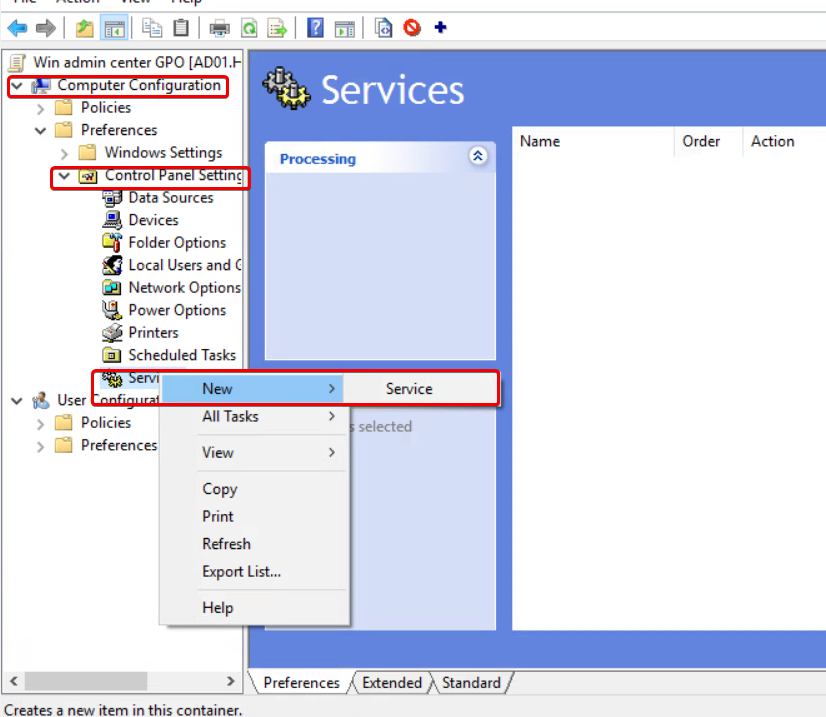 File Action View Help
Win admin center GPO [AD01.H
Computer Configuration
Policies
Preferences
Windows Settings
Control Panel Setting
Data Sources
Devices
Folder Options
Local Users and G
Network Options
Power Options
Printers
Scheduled Tasks
Servi
User Configurat
Policies
Preferences
Services
Processing
s selected
Name Order Action
New Service
All Tasks
View
Copy
Print
Refresh
Export List...
Help
Preferences Extended Standard
Creates a new item in this container.